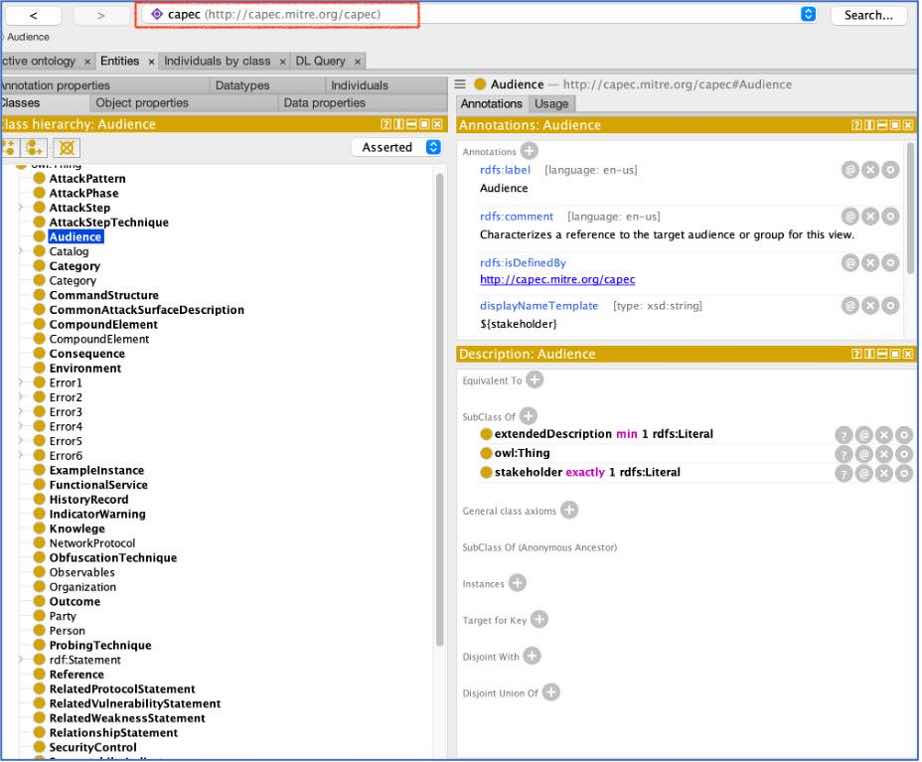 < > capec (http://capec.mitre.org/capec) Search...
Audience
ctive ontology × Entities × Individuals by class × DL Query ×
Annotation properties Datatypes Individuals
Classes Object properties Data properties
Class hierarchy: Audience
Asserted
owl:Thing
AttackPattern
AttackPhase
AttackStep
AttackStepTechnique
Audience
Catalog
Category
Category
CommandStructure
CommonAttackSurfaceDescription
CompoundElement
CompoundElement
Consequence
Environment
Error1
Error2
Error3
Error4
Error5
Error6
ExampleInstance
FunctionalService
HistoryRecord
IndicatorWarning
Knowlege
NetworkProtocol
ObfuscationTechnique
Observables
Organization
Outcome
Party
Person
ProbingTechnique
rdf:Statement
Reference
RelatedProtocolStatement
RelatedVulnerabilityStatement
RelatedWeaknessStatement
RelationshipStatement
SecurityControl
Audience — http://capec.mitre.org/capec#Audience
Annotations Usage
Annotations: Audience
Annotations
rdfs:label [language: en-us]
Audience
rdfs:comment [language: en-us]
Characterizes a reference to the target audience or group for this view.
rdfs:isDefinedBy
http://capec.mitre.org/capec
displayNameTemplate [type: xsd:string]
${stakeholder}
Description: Audience
Equivalent To
SubClass Of
extendedDescription min 1 rdfs:Literal
owl:Thing
stakeholder exactly 1 rdfs:Literal
General class axioms
SubClass Of (Anonymous Ancestor)
Instances
Target for Key
Disjoint With
Disjoint Union Of